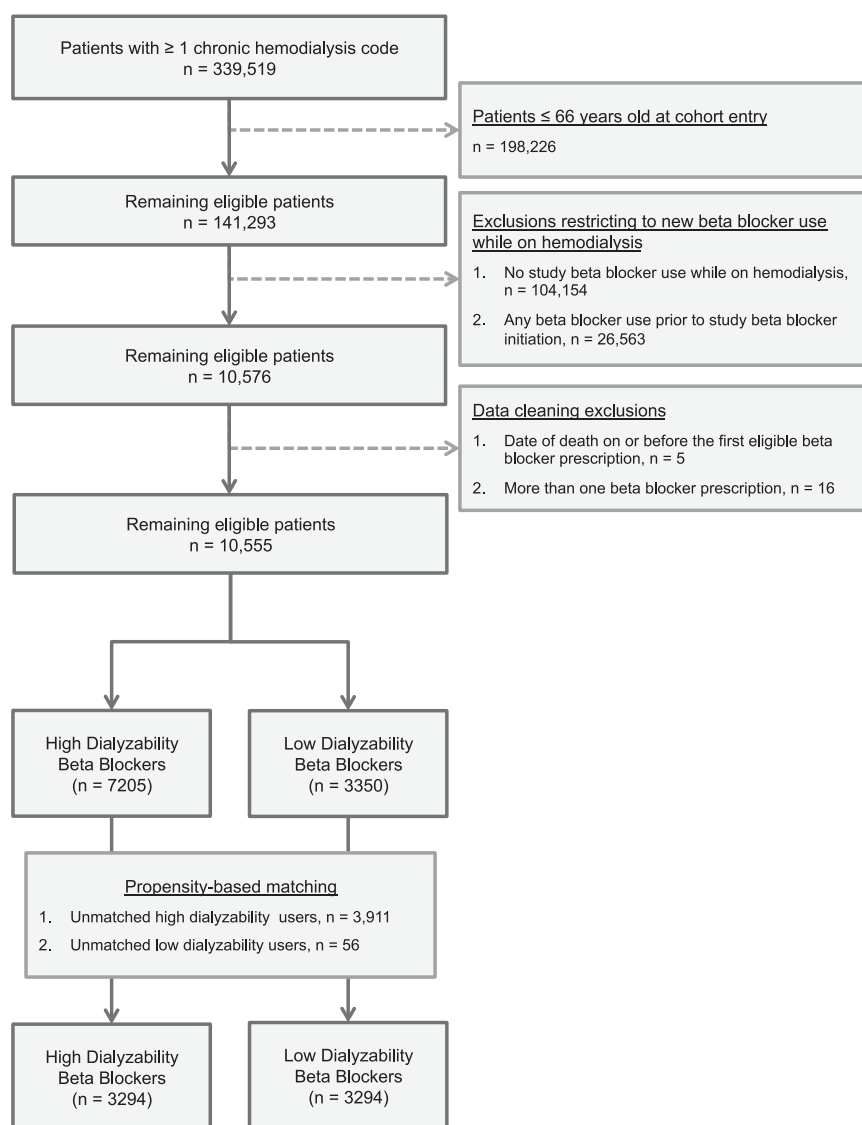 Patients with ≥ 1 chronic hemodialysis code
n = 339,519
Patients ≤ 66 years old at cohort entry
n = 198,226
Remaining eligible patients
n = 141,293
Exclusions restricting to new beta blocker use
while on hemodialysis
1. No study beta blocker use while on hemodialysis,
n = 104,154
2. Any beta blocker use prior to study beta blocker
initiation, n = 26,563
Remaining eligible patients
n = 10,576
Data cleaning exclusions
1. Date of death on or before the first eligible beta
blocker prescription, n = 5
2. More than one beta blocker prescription, n = 16
Remaining eligible patients
n = 10,555
High Dialyzability
Beta Blockers
(n = 7205)
Low Dialyzability
Beta Blockers
(n = 3350)
Propensity-based matching
1. Unmatched high dialyzability users, n = 3,911
2. Unmatched low dialyzability users, n = 56
High Dialyzability
Beta Blockers
(n = 3294)
Low Dialyzability
Beta Blockers
(n = 3294)